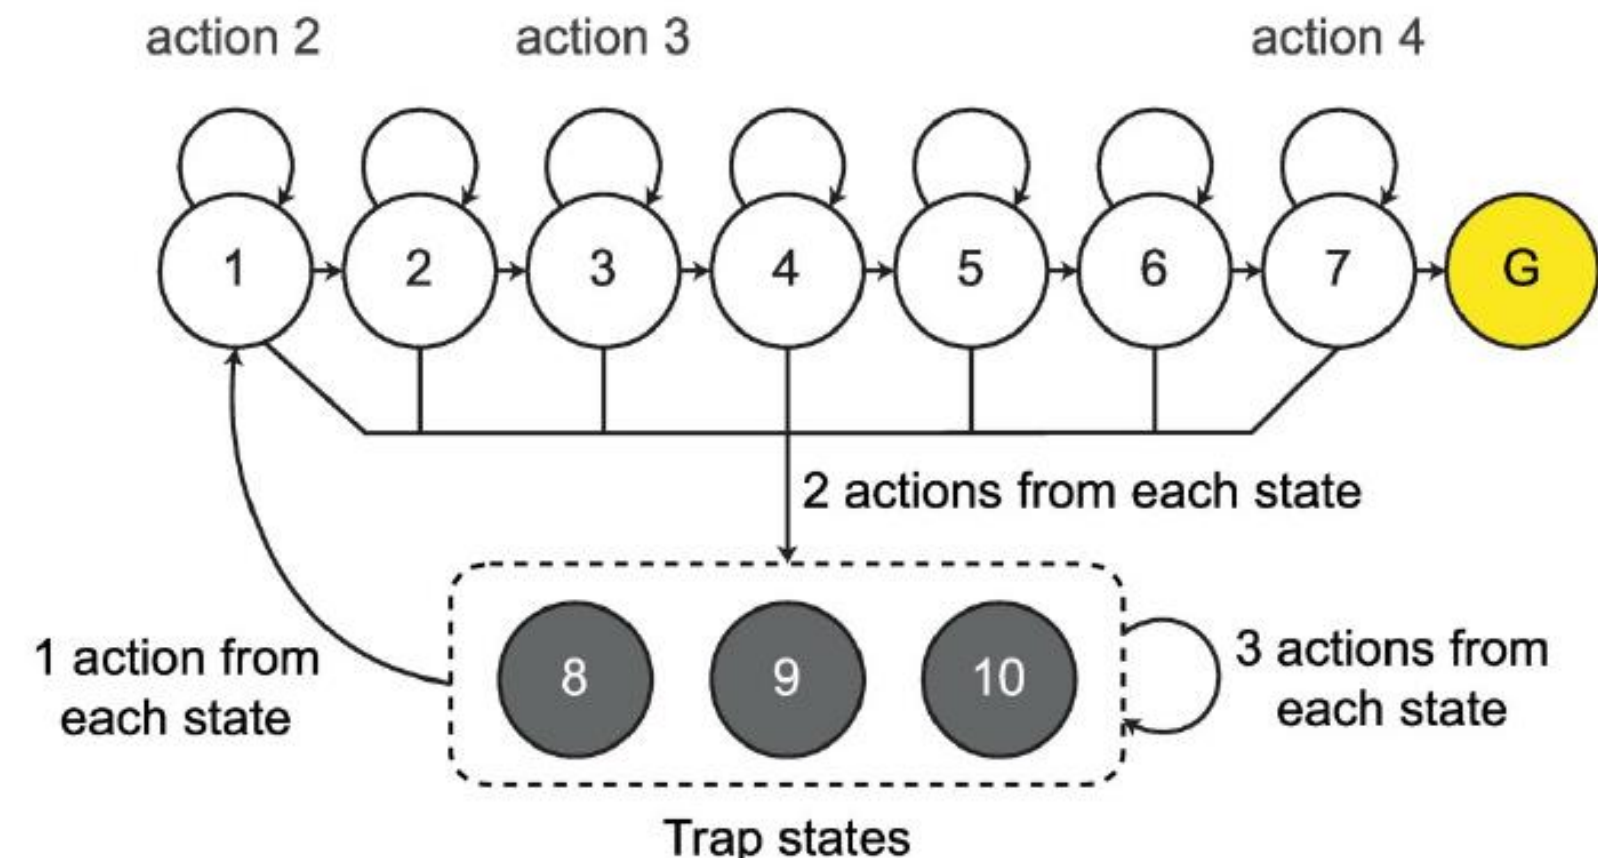 action 2 action 3 action 4
1 2 3 4 5 6 7 G
2 actions from each state
1 action from
each state
8 9 10
3 actions from
each state
Trap states